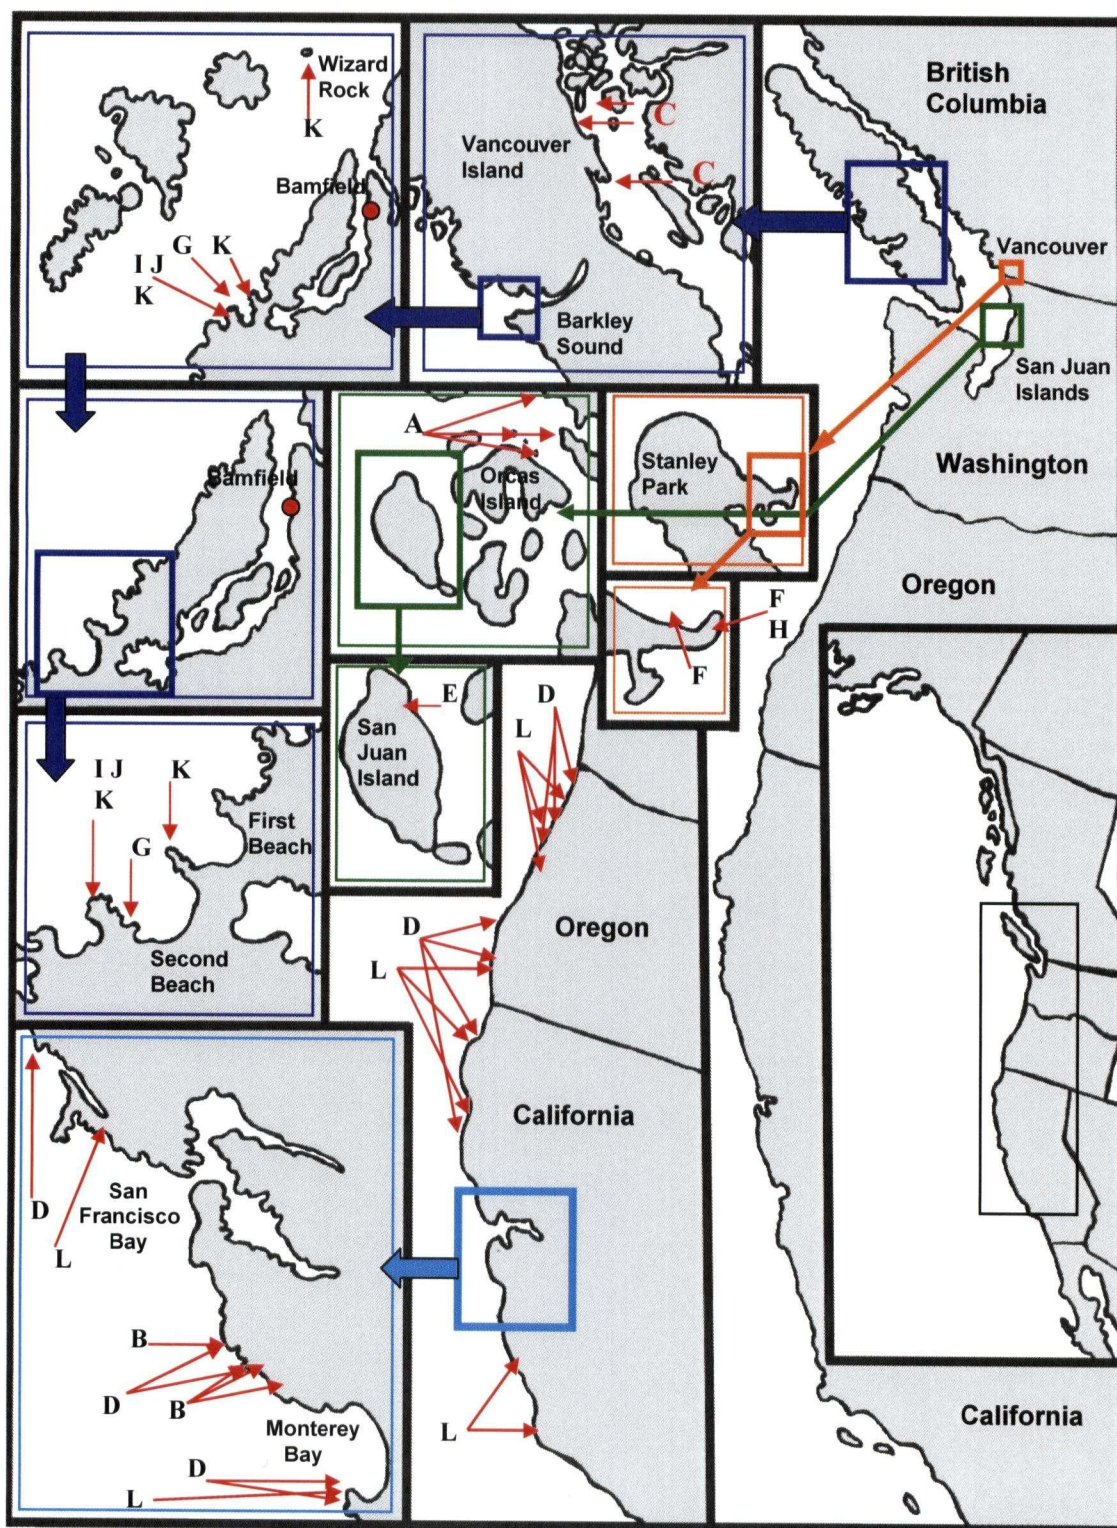 Wizard
Rock
K
Bamfield
G
K
I J
K
Vancouver
Island
C
C
Barkley
Sound
British
Columbia
Vancouver
San Juan
Islands
Washington
Oregon
Bamfield
A
Orcas
Island
Stanley
Park
F
H
F
E
San
Juan
Island
D
L
I J
K
K
G
First
Beach
Second
Beach
D
L
Oregon
California
D
San
Francisco
Bay
L
B
D
B
Monterey
Bay
D
L
L
California